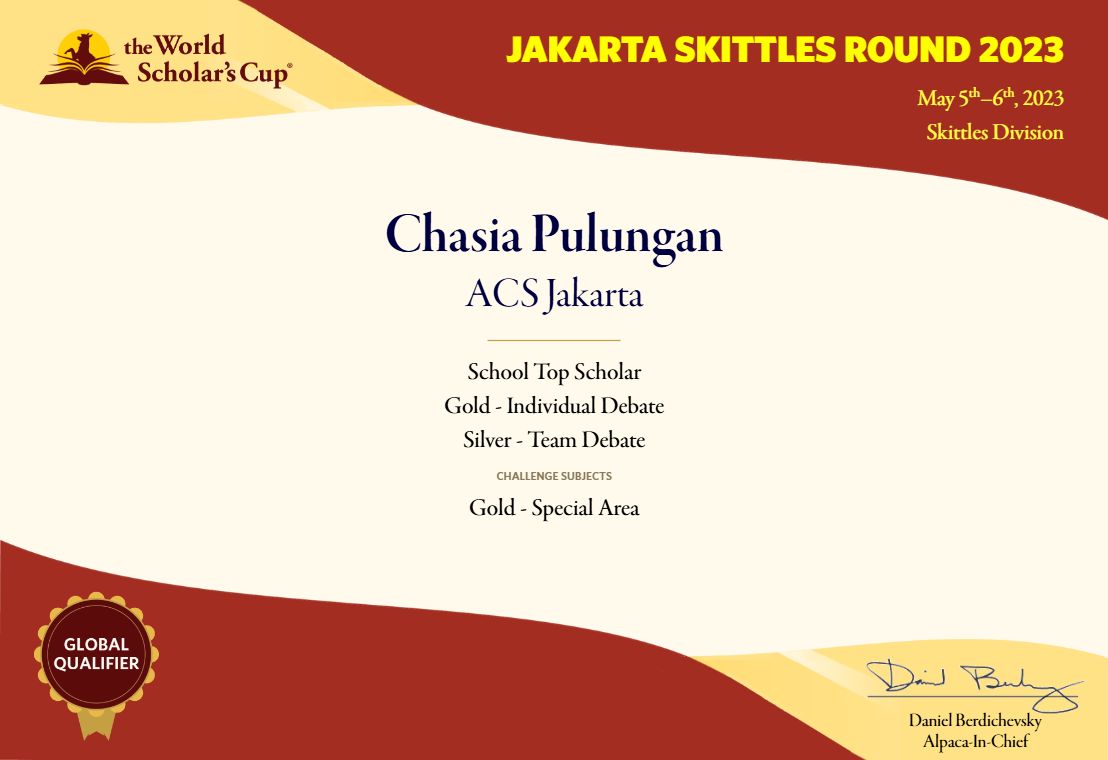 the World
Scholar's Cup®
JAKARTA SKITTLES ROUND 2023
May 5th–6th, 2023
Skittles Division
Chasia Pulungan
ACS Jakarta
School Top Scholar
Gold - Individual Debate
Silver - Team Debate
CHALLENGE SUBJECTS
Gold - Special Area
GLOBAL
QUALIFIER
Daniel Berdichevsky
Alpaca-In-Chief